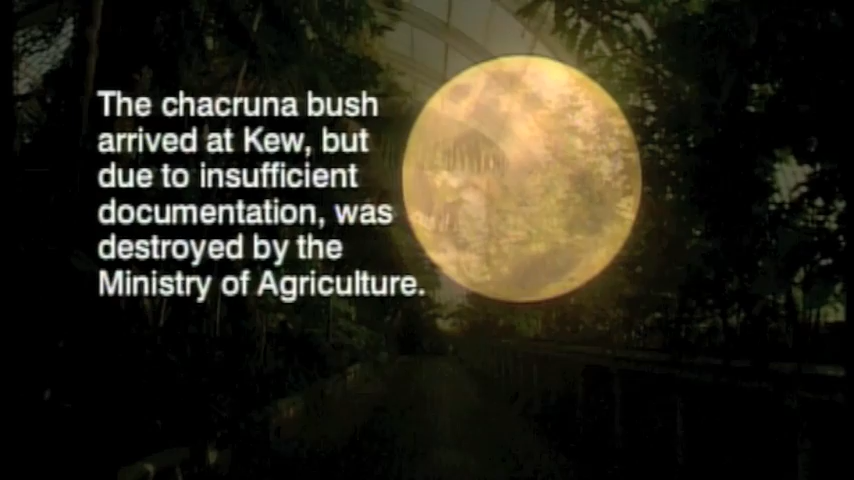 The chacruna bush
arrived at Kew, but
due to insufficient
documentation, was
destroyed by the
Ministry of Agriculture.